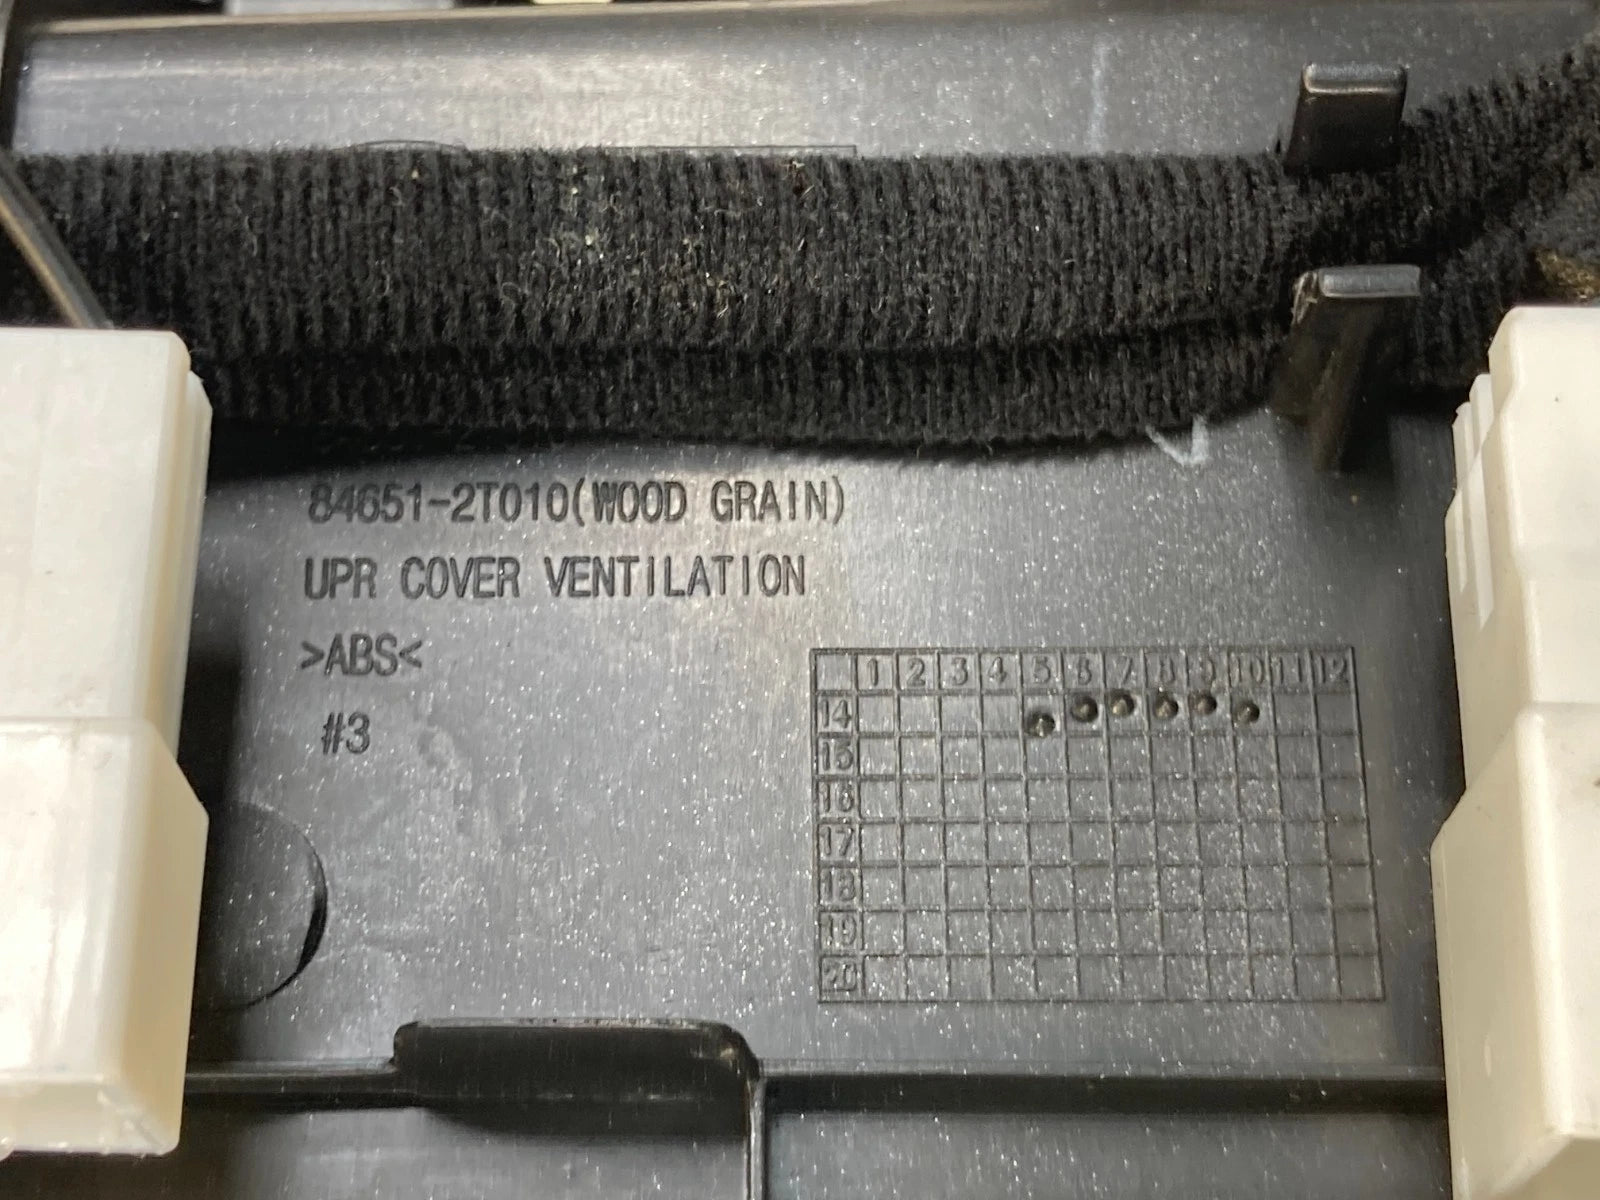 84651-2T010(WOOD GRAIN)
UPR COVER VENTILATION
>ABS<
#3
1 2 3 4 5 6 7 8 9 10 11 12
14
15
16
17
18
19
20